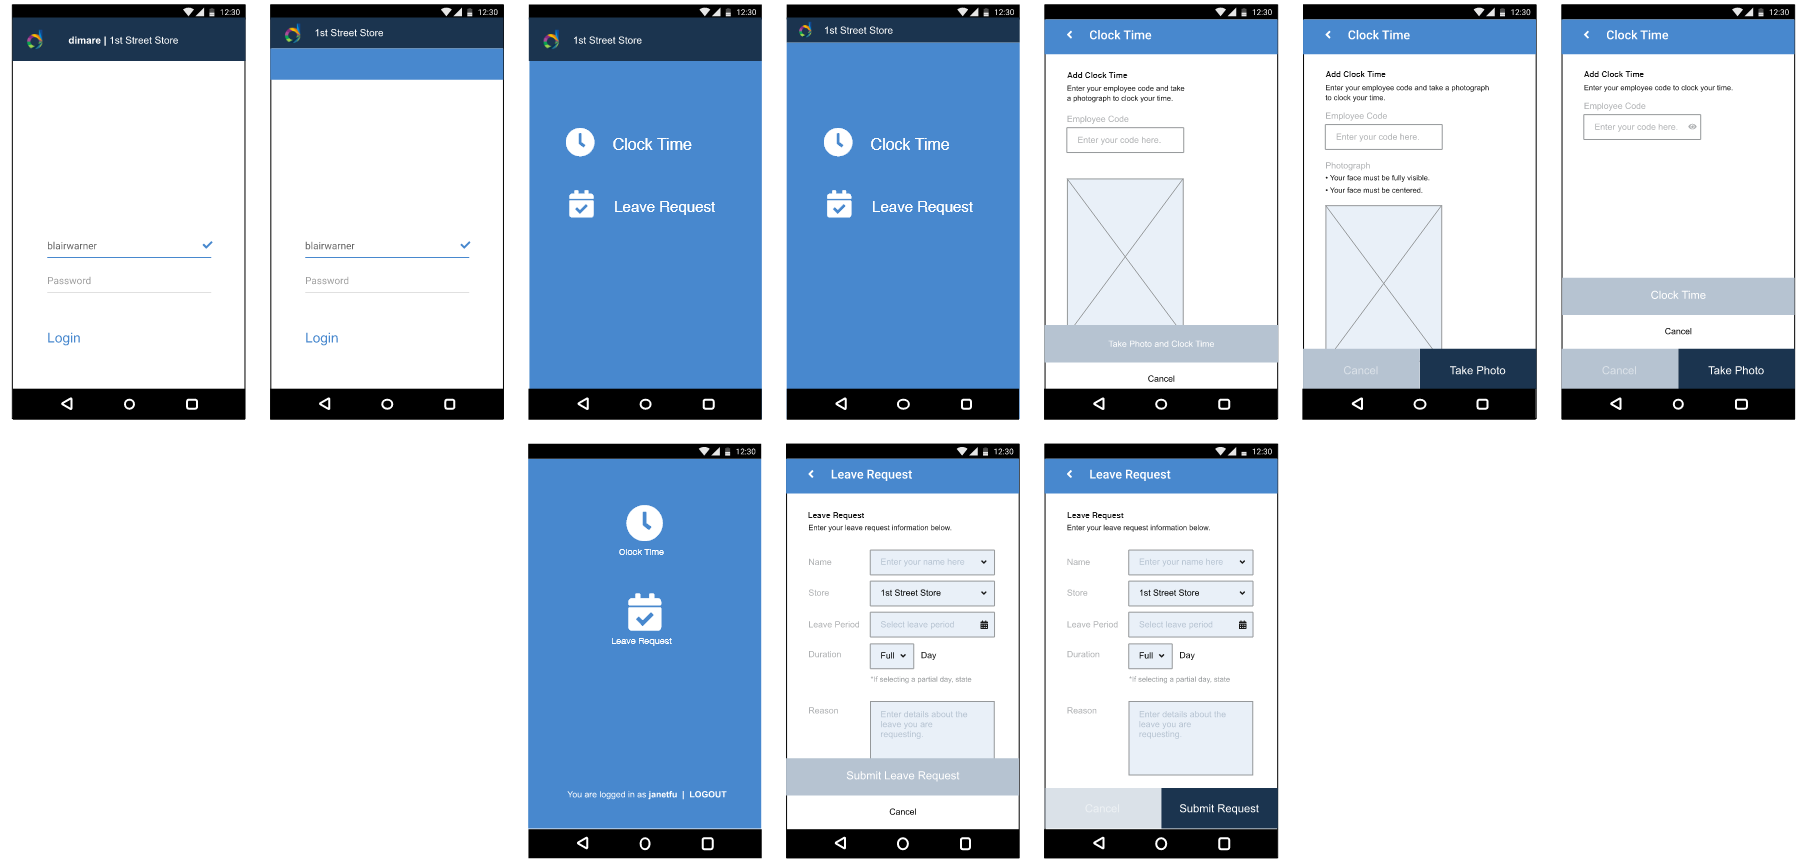 12:30
dimare | 1st Street Store
blairwarner
Password
Login
12:30
1st Street Store
blairwarner
Password
Login
12:30
1st Street Store
Clock Time
Leave Request
12:30
1st Street Store
Clock Time
Leave Request
12:30
Clock Time
Add Clock Time
Enter your employee code and take
a photograph to clock your time.
Employee Code
Enter your code here.
Take Photo and Clock Time
Cancel
12:30
Clock Time
Add Clock Time
Enter your employee code and take a photograph
to clock your time.
Employee Code
Enter your code here.
Photograph
• Your face must be fully visible.
• Your face must be centered.
Cancel
Take Photo
12:30
Clock Time
Add Clock Time
Enter your employee code to clock your time.
Employee Code
Enter your code here.
Clock Time
Cancel
Cancel
Take Photo
12:30
Clock Time
Leave Request
You are logged in as janetfu | LOGOUT
12:30
Leave Request
Leave Request
Enter your leave request information below.
Name
Enter your name here
Store
1st Street Store
Leave Period
Select leave period
Duration
Full
Day
*If selecting a partial day, state
Reason
Enter details about the
leave you are
requesting.
Submit Leave Request
Cancel
12:30
Leave Request
Leave Request
Enter your leave request information below.
Name
Enter your name here
Store
1st Street Store
Leave Period
Select leave period
Duration
Full
Day
*If selecting a partial day, state
Reason
Enter details about the
leave you are
requesting.
Cancel
Submit Request